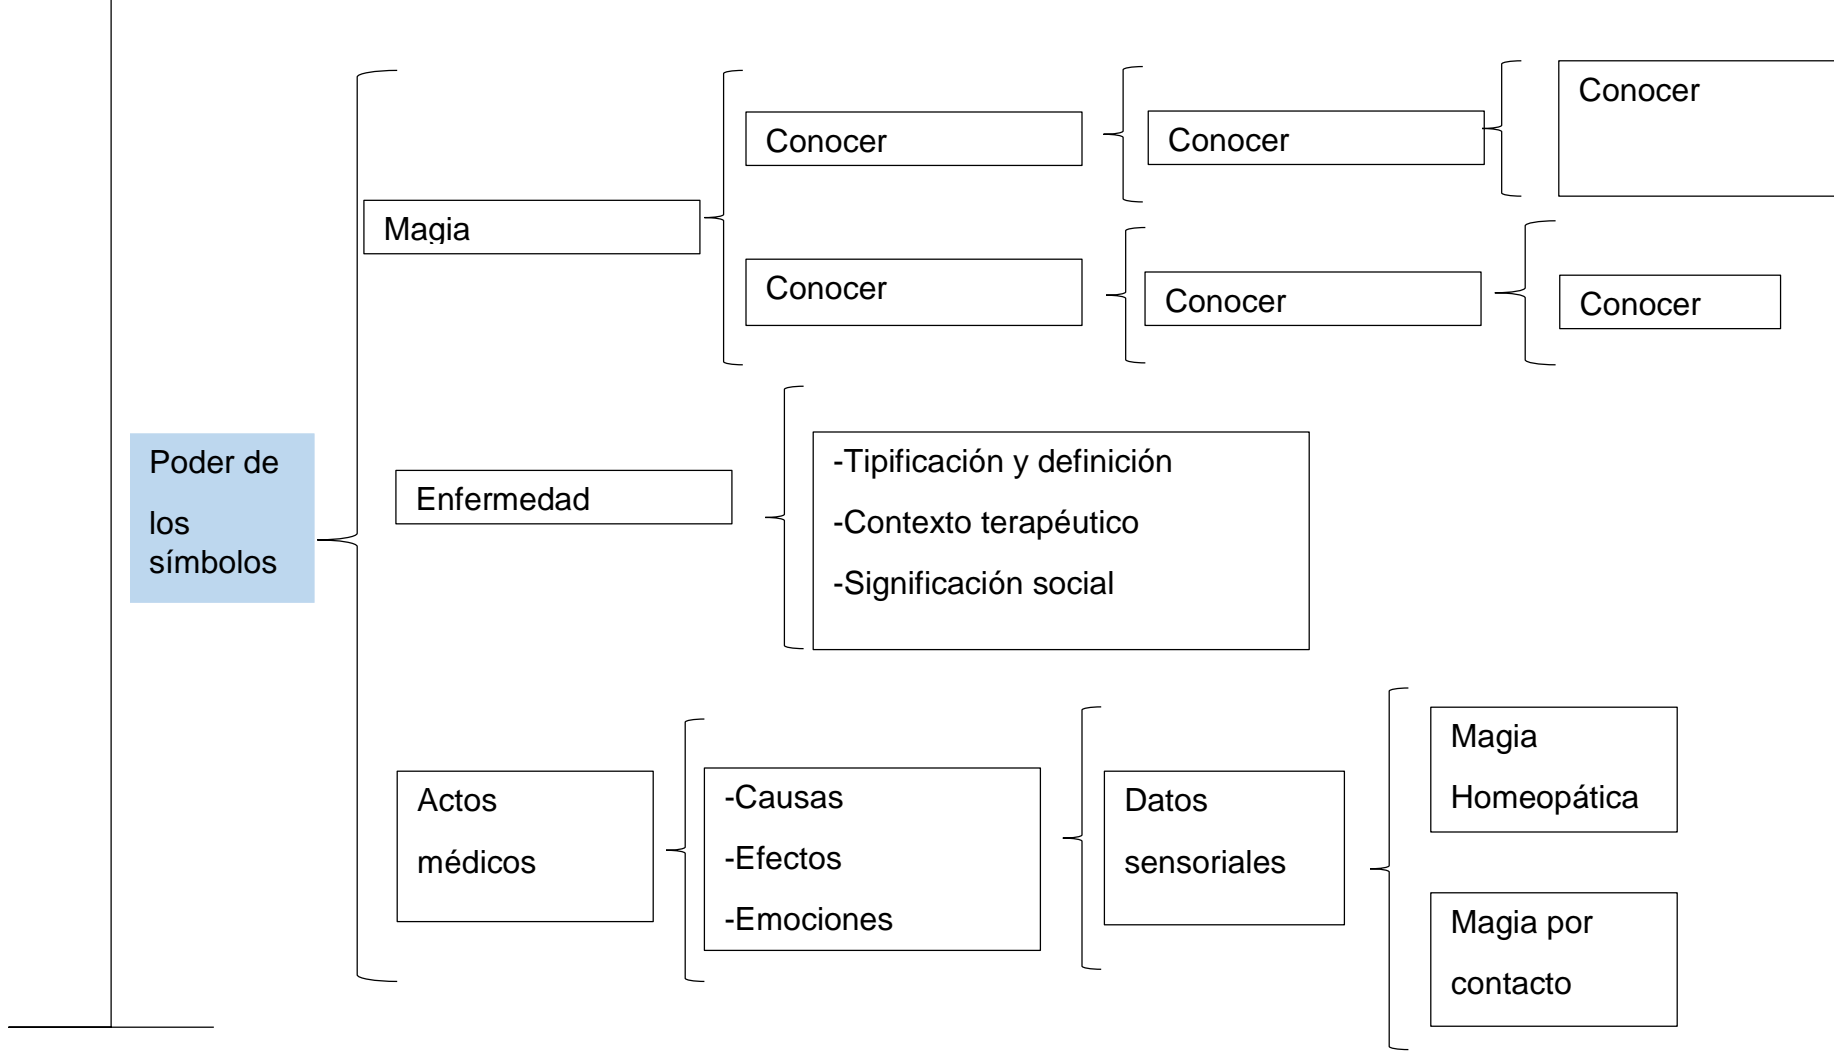 Poder de
los
símbolos
Magia
Conocer
Conocer
Conocer
Conocer
Conocer
Conocer
Enfermedad
-Tipificación y definición
-Contexto terapéutico
-Significación social
Actos
médicos
-Causas
-Efectos
-Emociones
Datos
sensoriales
Magia
Homeopática
Magia por
contacto